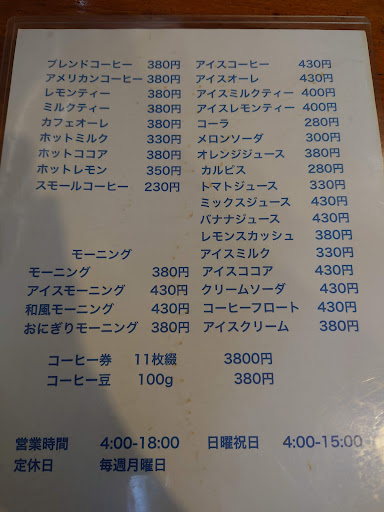 ブレンドコーヒー 380円 アイスコーヒー 430円
アメリカンコーヒー 380円 アイスオーレ 430円
レモンティー 380円 アイスミルクティー 400円
ミルクティー 380円 アイスレモンティー 400円
カフェオーレ 380円 コーラ 280円
ホットミルク 330円 メロンソーダ 300円
ホットココア 380円 オレンジジュース 380円
ホットレモン 350円 カルピス 280円
スモールコーヒー 230円 トマトジュース 330円
ミックスジュース 430円
バナナジュース 430円
レモンスカッシュ 380円
モーニング アイスミルク 330円
モーニング 380円 アイスココア 430円
アイスモーニング 430円 クリームソーダ 430円
和風モーニング 430円 コーヒーフロート 430円
おにぎりモーニング 380円 アイスクリーム 380円
コーヒー券 11枚綴 3800円
コーヒー豆 100g 380円
営業時間 4:00-18:00 日曜祝日 4:00-15:00
定休日 毎週月曜日